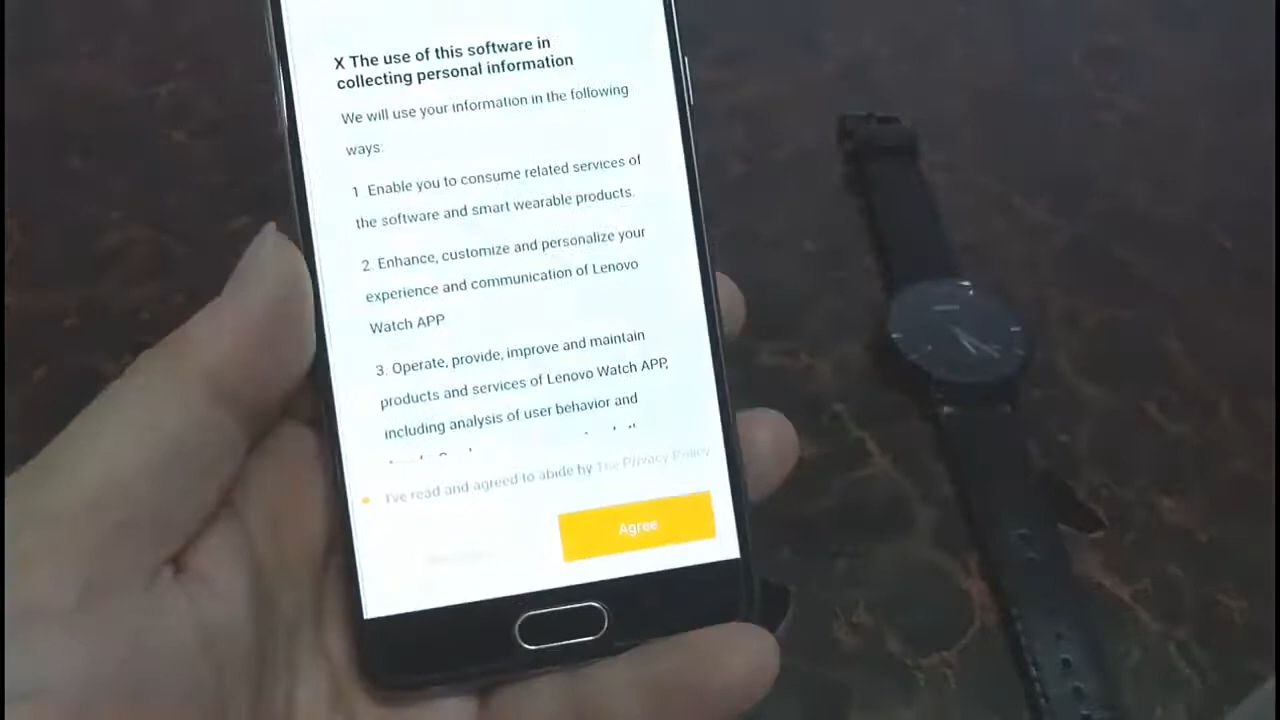 X The use of this software in
collecting personal information
We will use your information in the following
ways:
1 Enable you to consume related services of
the software and smart wearable products.
2. Enhance, customize and personalize your
experience and communication of Lenovo
Watch APP
3. Operate, provide, improve and maintain
products and services of Lenovo Watch APP,
including analysis of user behavior and
I've read and agreed to abide by The Privacy Policy
Agree